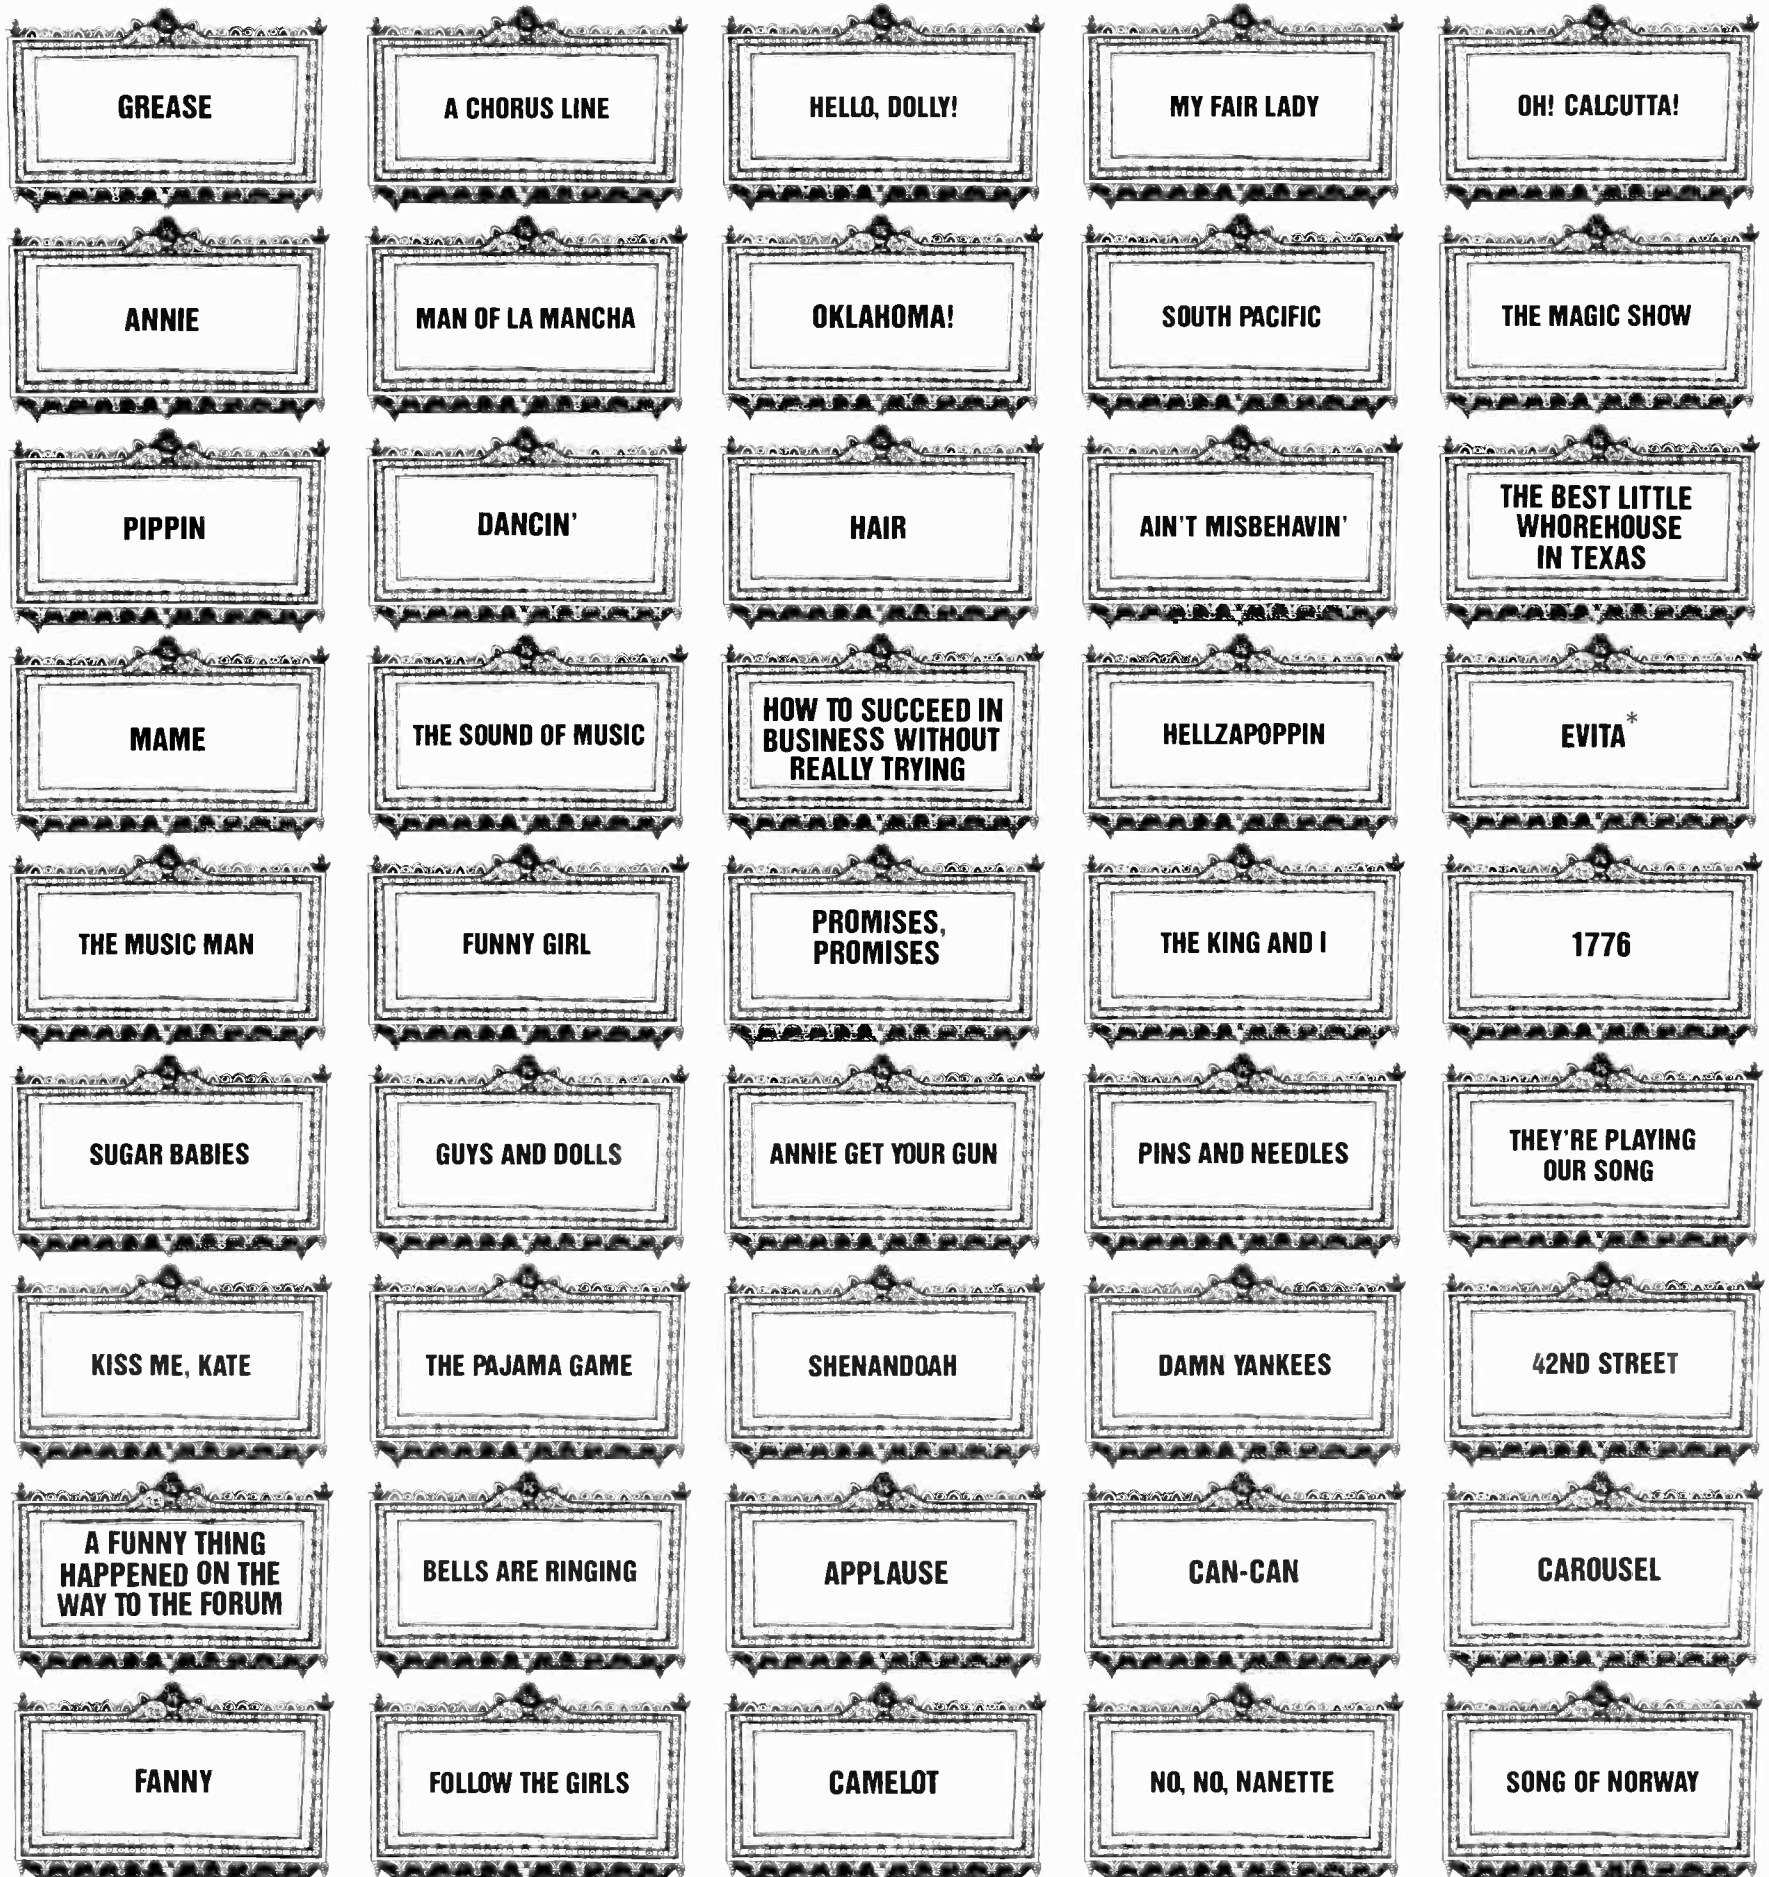 GREASE
A CHORUS LINE
HELLO, DOLLY!
MY FAIR LADY
OH! CALCUTTA!
ANNIE
MAN OF LA MANCHA
OKLAHOMA!
SOUTH PACIFIC
THE MAGIC SHOW
PIPPIN
DANCIN'
HAIR
AIN'T MISBEHAVIN'
THE BEST LITTLE
WHOREHOUSE
IN TEXAS
MAME
THE SOUND OF MUSIC
HOW TO SUCCEED IN
BUSINESS WITHOUT
REALLY TRYING
HELLZAPOPPIN
EVITA*
THE MUSIC MAN
FUNNY GIRL
PROMISES,
PROMISES
THE KING AND I
1776
SUGAR BABIES
GUYS AND DOLLS
ANNIE GET YOUR GUN
PINS AND NEEDLES
THEY'RE PLAYING
OUR SONG
KISS ME, KATE
THE PAJAMA GAME
SHENANDOAH
DAMN YANKEES
42ND STREET
A FUNNY THING
HAPPENED ON THE
WAY TO THE FORUM
BELLS ARE RINGING
APPLAUSE
CAN-CAN
CAROUSEL
FANNY
FOLLOW THE GIRLS
CAMELOT
NO, NO, NANETTE
SONG OF NORWAY